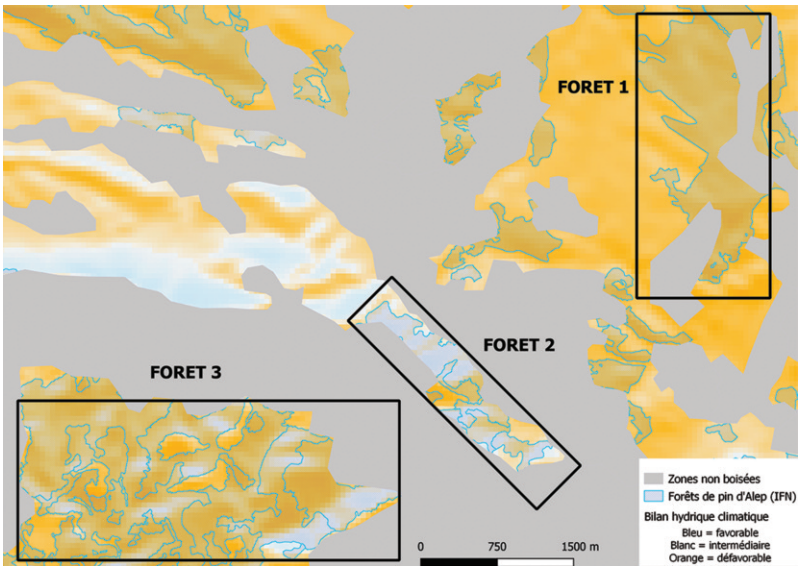 FORET 1
FORET 2
FORET 3
Zones non boisées
Forêts de pin d'Alep (IFN)
Bilan hydrique climatique
Bleu = favorable
Blanc = intermédiaire
Orange = défavorable
0 750 1500 m